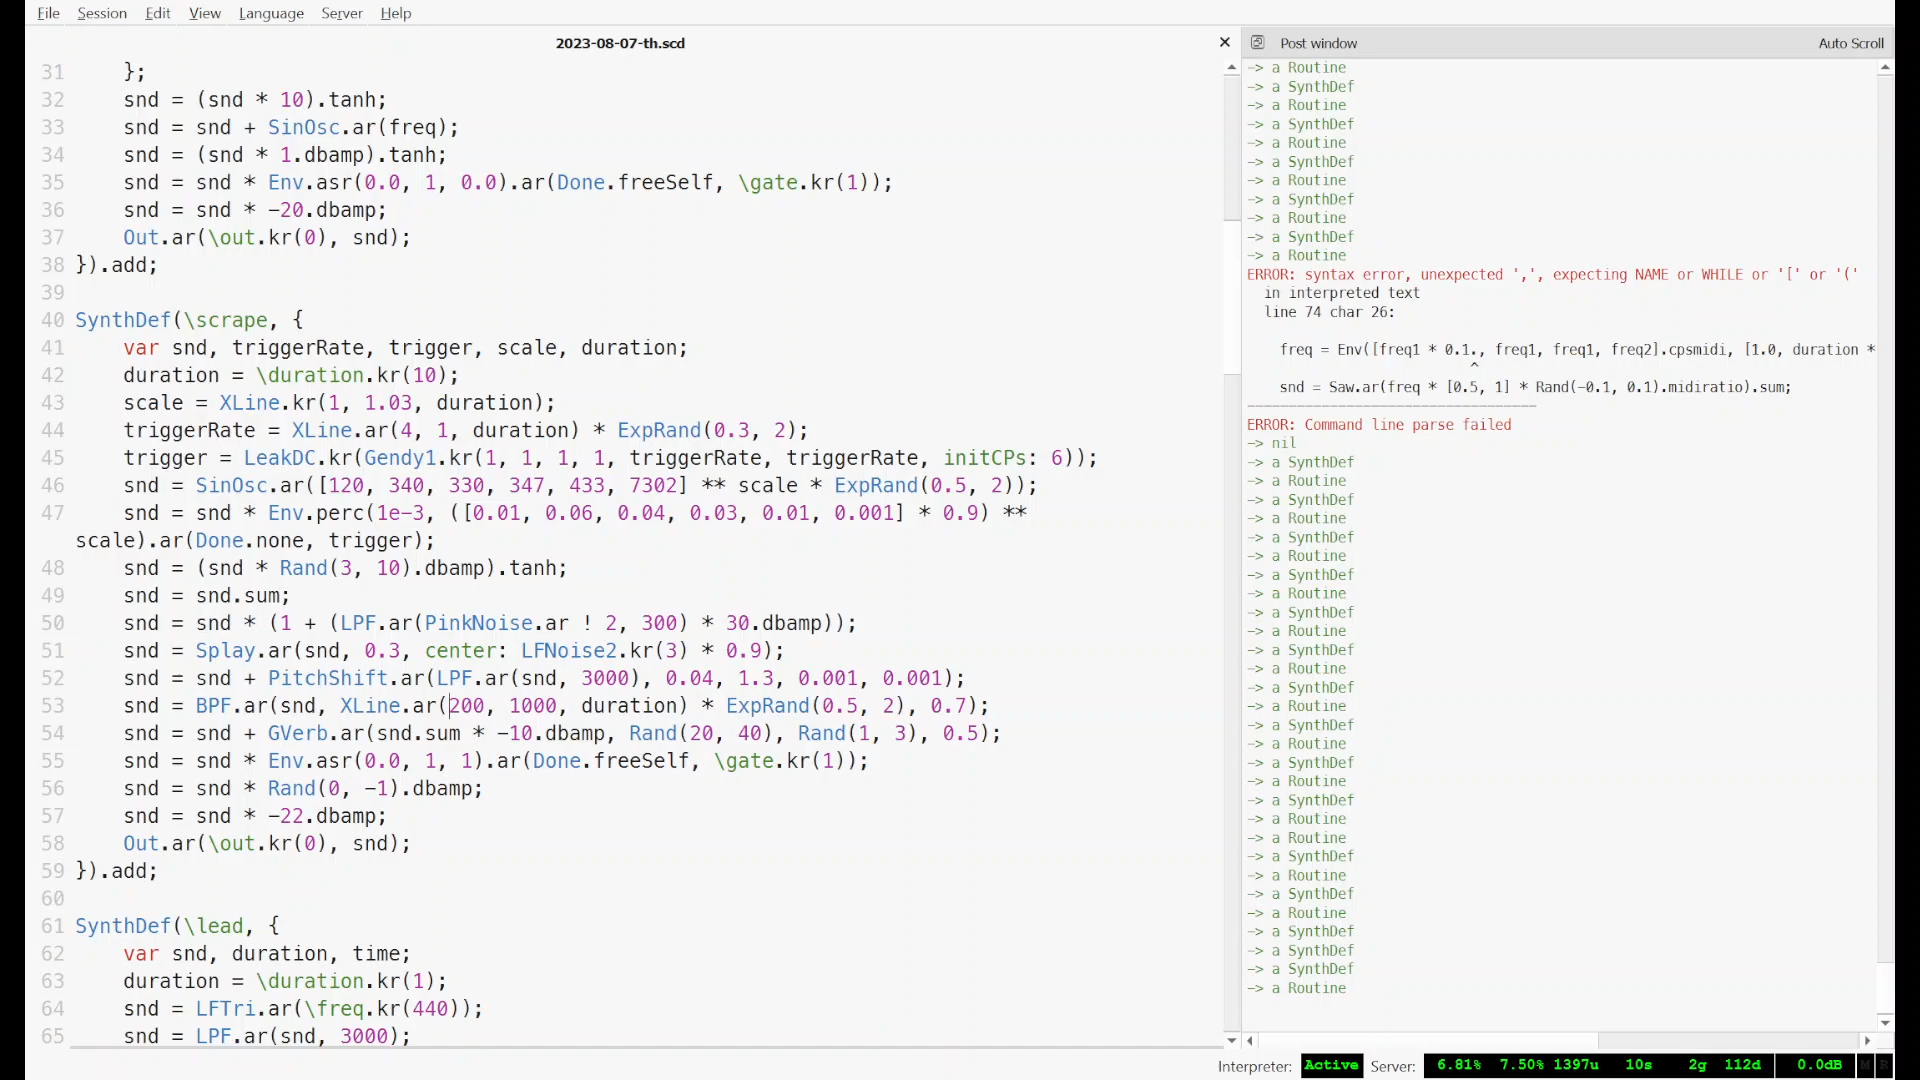 File Session Edit View Language Server Help
2023-08-07-th.scd
31 };
32 snd = (snd * 10).tanh;
33 snd = snd + SinOsc.ar(freq);
34 snd = (snd * 1.dbamp).tanh;
35 snd = snd * Env.asr(0.0, 1, 0.0).ar(Done.freeSelf, \gate.kr(1));
36 snd = snd * -20.dbamp;
37 Out.ar(\out.kr(0), snd);
38 }).add;
39
40 SynthDef(\scrape, {
41 var snd, triggerRate, trigger, scale, duration;
42 duration = \duration.kr(10);
43 scale = XLine.kr(1, 1.03, duration);
44 triggerRate = XLine.ar(4, 1, duration) * ExpRand(0.3, 2);
45 trigger = LeakDC.kr(Gendy1.kr(1, 1, 1, 1, triggerRate, triggerRate, initCPs: 6));
46 snd = SinOsc.ar([120, 340, 330, 347, 433, 7302] ** scale * ExpRand(0.5, 2));
47 snd = snd * Env.perc(1e-3, ([0.01, 0.06, 0.04, 0.03, 0.01, 0.001] * 0.9) **
scale).ar(Done.none, trigger);
48 snd = (snd * Rand(3, 10).dbamp).tanh;
49 snd = snd.sum;
50 snd = snd * (1 + (LPF.ar(PinkNoise.ar ! 2, 300) * 30.dbamp));
51 snd = Splay.ar(snd, 0.3, center: LFNoise2.kr(3) * 0.9);
52 snd = snd + PitchShift.ar(LPF.ar(snd, 3000), 0.04, 1.3, 0.001, 0.001);
53 snd = BPF.ar(snd, XLine.ar(200, 1000, duration) * ExpRand(0.5, 2), 0.7);
54 snd = snd + GVerb.ar(snd.sum * -10.dbamp, Rand(20, 40), Rand(1, 3), 0.5);
55 snd = snd * Env.asr(0.0, 1, 1).ar(Done.freeSelf, \gate.kr(1));
56 snd = snd * Rand(0, -1).dbamp;
57 snd = snd * -22.dbamp;
58 Out.ar(\out.kr(0), snd);
59 }).add;
60
61 SynthDef(\lead, {
62 var snd, duration, time;
63 duration = \duration.kr(1);
64 snd = LFTri.ar(\freq.kr(440));
65 snd = LPF.ar(snd, 3000);
Post window Auto Scroll
-> a Routine
-> a SynthDef
-> a Routine
-> a SynthDef
-> a Routine
-> a SynthDef
-> a Routine
-> a SynthDef
-> a Routine
-> a SynthDef
-> a Routine
ERROR: syntax error, unexpected ',', expecting NAME or WHILE or '[' or '('
in interpreted text
line 74 char 26:
freq = Env([freq1 * 0.1., freq1, freq1, freq2].cpsmidi, [1.0, duration *
^
snd = Saw.ar(freq * [0.5, 1] * Rand(-0.1, 0.1).midiratio).sum;
-----------------------------------
ERROR: Command line parse failed
-> nil
-> a SynthDef
-> a Routine
-> a SynthDef
-> a Routine
-> a SynthDef
-> a Routine
-> a SynthDef
-> a Routine
-> a SynthDef
-> a Routine
-> a SynthDef
-> a Routine
-> a SynthDef
-> a Routine
-> a SynthDef
-> a Routine
-> a SynthDef
-> a Routine
-> a SynthDef
-> a Routine
-> a Routine
-> a SynthDef
-> a Routine
-> a SynthDef
-> a Routine
-> a SynthDef
-> a SynthDef
-> a SynthDef
-> a Routine
Interpreter: Active Server: 6.81% 7.50% 1397u 10s 2g 112d 0.0dB M R